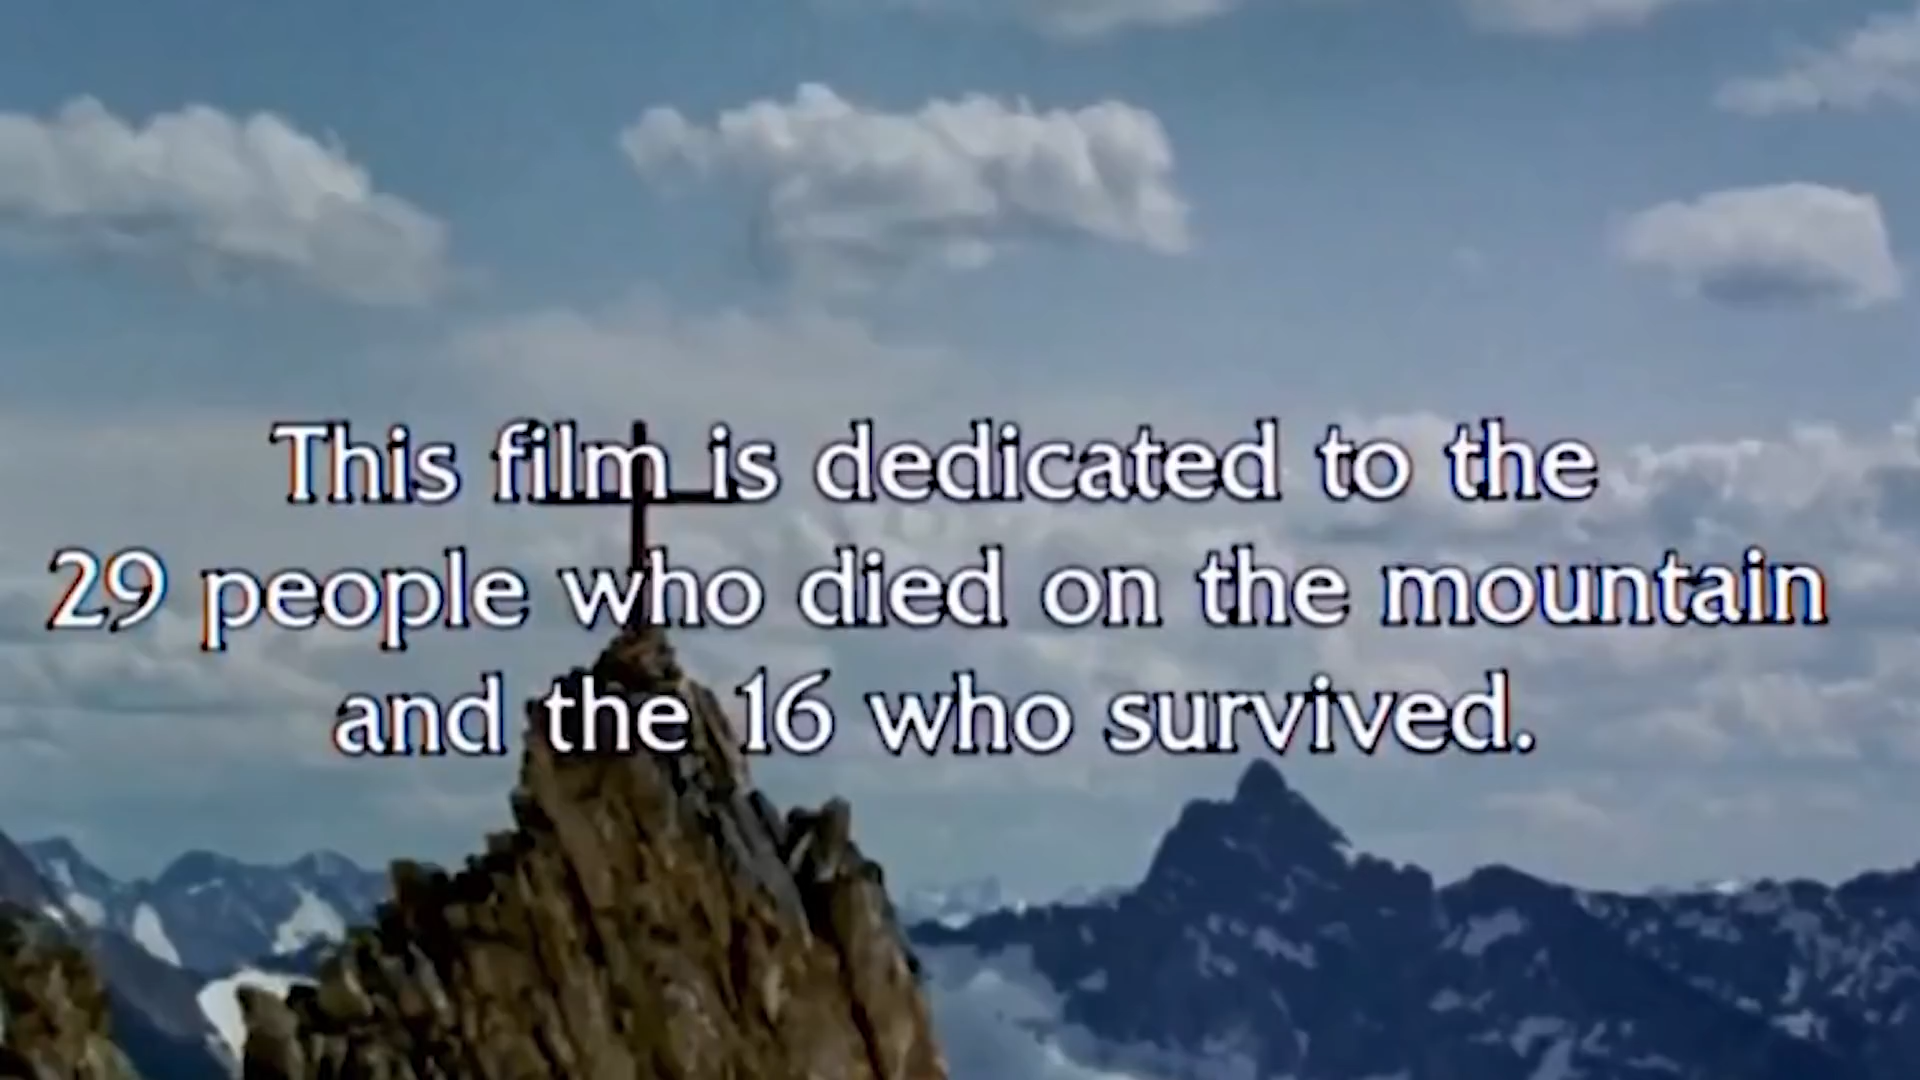 This film is dedicated to the
29 people who died on the mountain
and the 16 who survived.